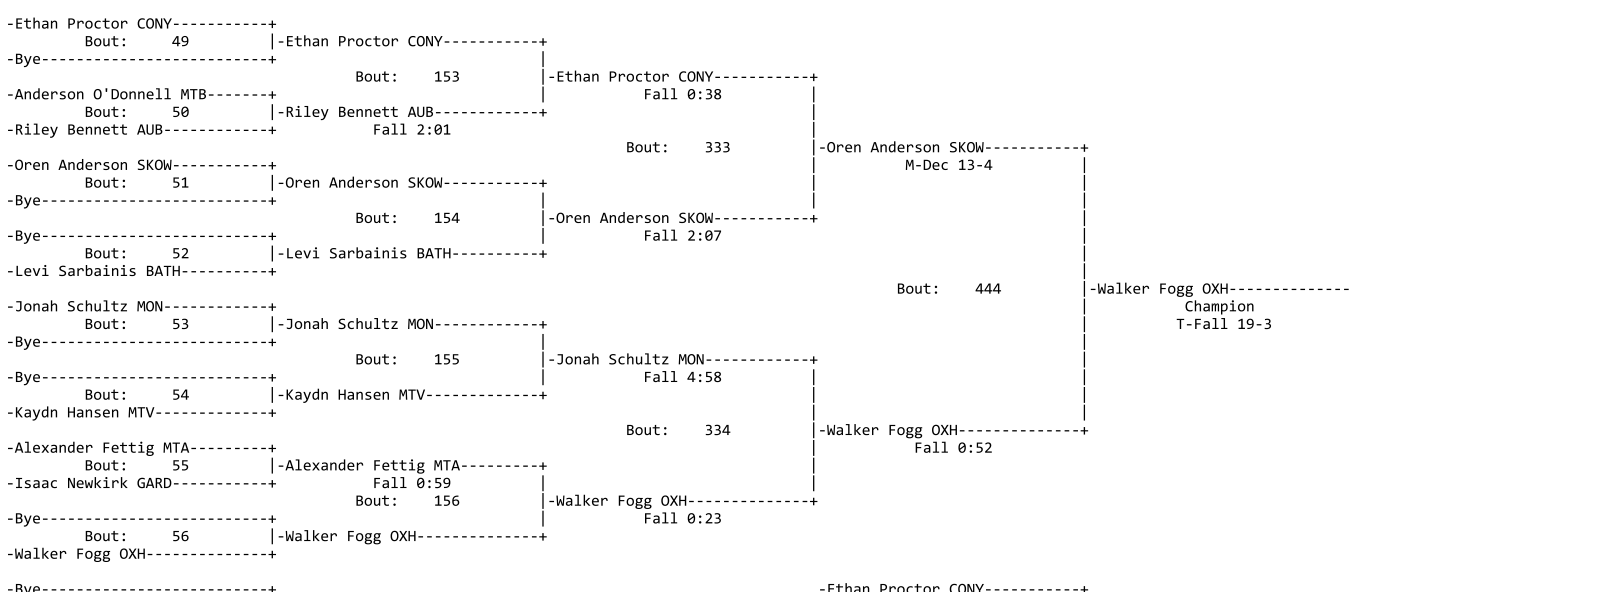 -Ethan Proctor CONY-----------+
Bout: 49 |-Ethan Proctor CONY-----------+
-Bye--------------------------+ |
Bout: 153 |-Ethan Proctor CONY-----------+
-Anderson O'Donnell MTB-------+ | Fall 0:38 |
Bout: 50 |-Riley Bennett AUB------------+ |
-Riley Bennett AUB------------+ Fall 2:01 |
Bout: 333 |-Oren Anderson SKOW-----------+
-Oren Anderson SKOW-----------+ | M-Dec 13-4 |
Bout: 51 |-Oren Anderson SKOW-----------+ | |
-Bye--------------------------+ | | |
Bout: 154 |-Oren Anderson SKOW-----------+ |
-Bye--------------------------+ | Fall 2:07 |
Bout: 52 |-Levi Sarbainis BATH----------+ |
-Levi Sarbainis BATH----------+ |
Bout: 444 |-Walker Fogg OXH--------------
-Jonah Schultz MON------------+ | Champion
Bout: 53 |-Jonah Schultz MON------------+ | T-Fall 19-3
-Bye--------------------------+ | |
Bout: 155 |-Jonah Schultz MON------------+ |
-Bye--------------------------+ | Fall 4:58 | |
Bout: 54 |-Kaydn Hansen MTV-------------+ | |
-Kaydn Hansen MTV-------------+ | |
Bout: 334 |-Walker Fogg OXH--------------+
-Alexander Fettig MTA---------+ | Fall 0:52
Bout: 55 |-Alexander Fettig MTA---------+ |
-Isaac Newkirk GARD-----------+ Fall 0:59 | |
Bout: 156 |-Walker Fogg OXH--------------+
-Bye--------------------------+ | Fall 0:23
Bout: 56 |-Walker Fogg OXH--------------+
-Walker Fogg OXH--------------+
-Bye--------------------------+ -Ethan Proctor CONY-----------+